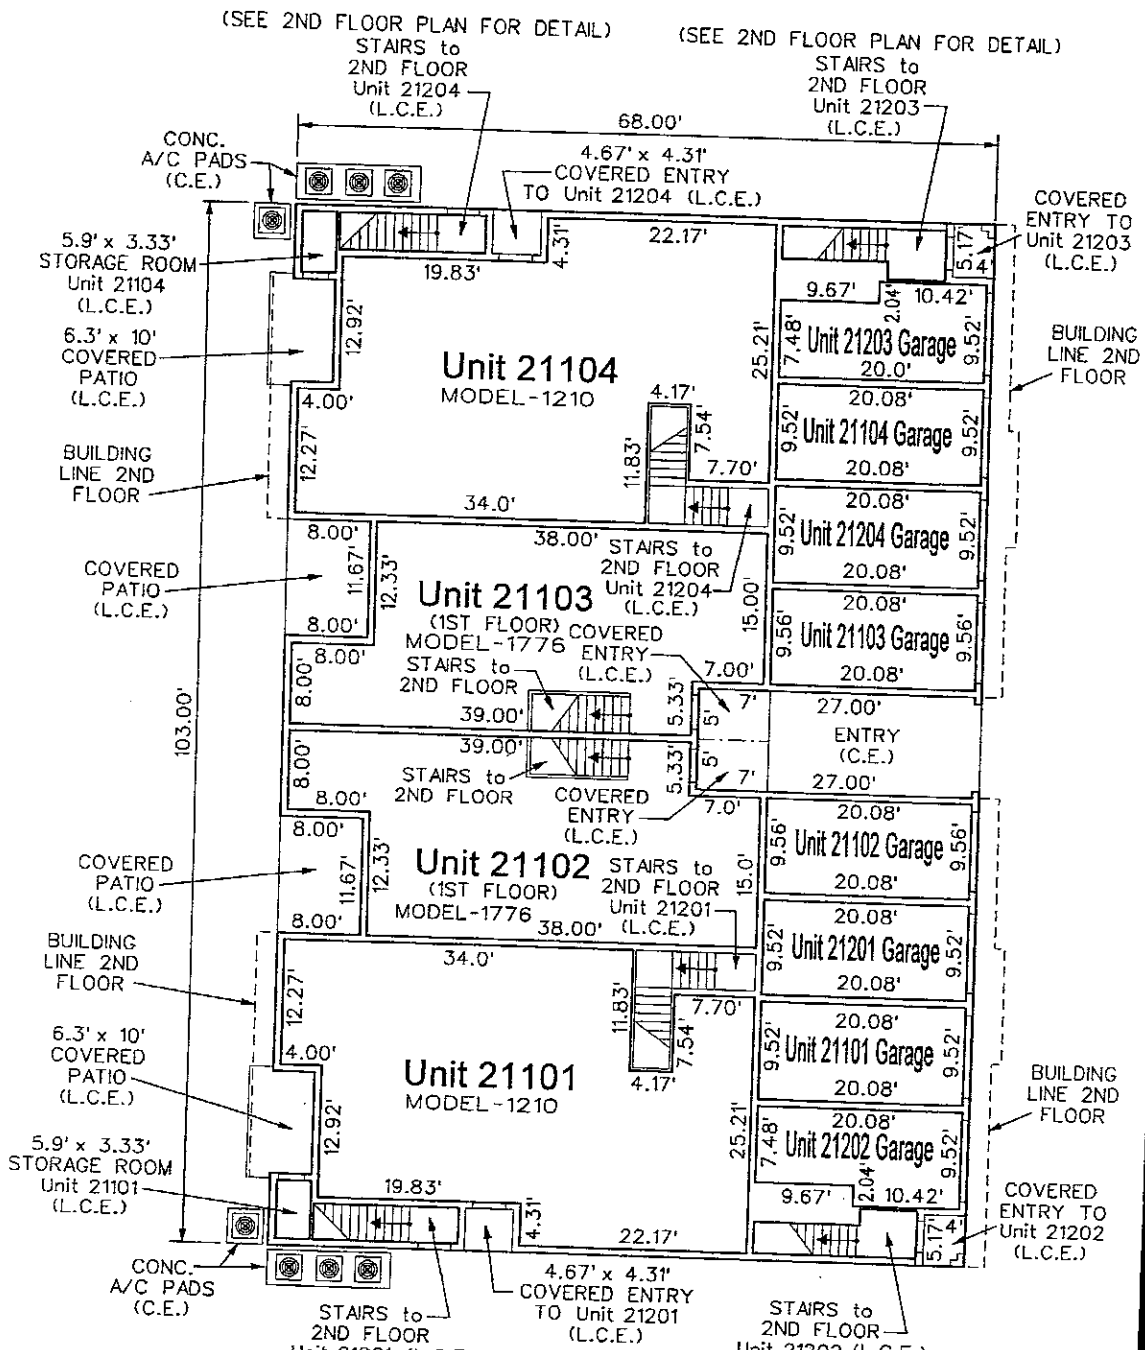 (SEE 2ND FLOOR PLAN FOR DETAIL)
STAIRS to
2ND FLOOR
Unit 21204
(L.C.E.)
(SEE 2ND FLOOR PLAN FOR DETAIL)
STAIRS to
2ND FLOOR
Unit 21203
(L.C.E.)
68.00'
CONC.
A/C PADS
(C.E.)
4.67' x 4.31'
COVERED ENTRY
TO Unit 21204 (L.C.E.)
COVERED
ENTRY TO
Unit 21203
(L.C.E.)
5.9' x 3.33'
STORAGE ROOM
Unit 21104
(L.C.E.)
19.83'
4.31'
22.17'
5.17'
4'
9.67'
2.04'
10.42'
6.3' x 10'
COVERED
PATIO
(L.C.E.)
12.92'
Unit 21104
MODEL-1210
25.21'
7.48'
Unit 21203 Garage
20.0'
9.52'
BUILDING
LINE 2ND
FLOOR
4.00'
12.27'
4.17'
7.54'
11.83'
7.70'
20.08'
9.52'
Unit 21104 Garage
9.52'
20.08'
BUILDING
LINE 2ND
FLOOR
34.0'
20.08'
9.52'
Unit 21204 Garage
9.52'
20.08'
8.00'
38.00'
STAIRS to
2ND FLOOR
Unit 21204
(L.C.E.)
COVERED
PATIO
(L.C.E.)
11.67'
12.33'
8.00'
Unit 21103
(1ST FLOOR)
MODEL-1776
15.00'
20.08'
9.56'
Unit 21103 Garage
9.56'
20.08'
8.00'
8.00'
STAIRS to
2ND FLOOR
COVERED
ENTRY
(L.C.E.)
7.00'
39.00'
5.33'
5'
7'
27.00'
ENTRY
(C.E.)
27.00'
103.00'
39.00'
8.00'
STAIRS to
2ND FLOOR
5.33'
5'
7'
COVERED
ENTRY
(L.C.E.)
7.0'
8.00'
8.00'
20.08'
9.56'
Unit 21102 Garage
9.56'
20.08'
COVERED
PATIO
(L.C.E.)
11.67'
12.33'
8.00'
Unit 21102
(1ST FLOOR)
MODEL-1776
STAIRS to
2ND FLOOR
Unit 21201
(L.C.E.)
15.0'
38.00'
20.08'
9.52'
Unit 21201 Garage
9.52'
20.08'
BUILDING
LINE 2ND
FLOOR
34.0'
12.27'
11.83'
7.70'
7.54'
4.17'
4.00'
20.08'
9.52'
Unit 21101 Garage
9.52'
20.08'
6.3' x 10'
COVERED
PATIO
(L.C.E.)
12.92'
Unit 21101
MODEL-1210
25.21'
20.08'
7.48'
Unit 21202 Garage
9.52'
BUILDING
LINE 2ND
FLOOR
5.9' x 3.33'
STORAGE ROOM
Unit 21101
(L.C.E.)
19.83'
4.31'
22.17'
9.67'
2.04'
10.42'
5.17'
4'
COVERED
ENTRY TO
Unit 21202
(L.C.E.)
CONC.
A/C PADS
(C.E.)
4.67' x 4.31'
COVERED ENTRY
TO Unit 21201
(L.C.E.)
STAIRS to
2ND FLOOR
STAIRS to
2ND FLOOR
Unit 21202 (L.C.E.)